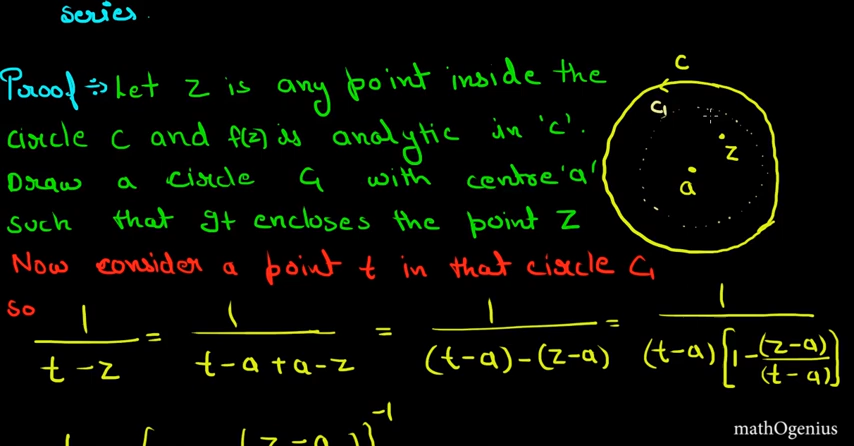 series.
Proof ⇒ Let z is any point inside the
circle C and f(z) is analytic in 'c'.
Draw a circle C₁ with centre 'a'
such that It encloses the point Z
Now consider a point t in that circle C₁
so
1/(t-z) = 1/(t-a+a-z) = 1/((t-a)-(z-a)) = 1/((t-a)[1-(z-a)/(t-a)])
C
C₁
z
a
mathOgenius